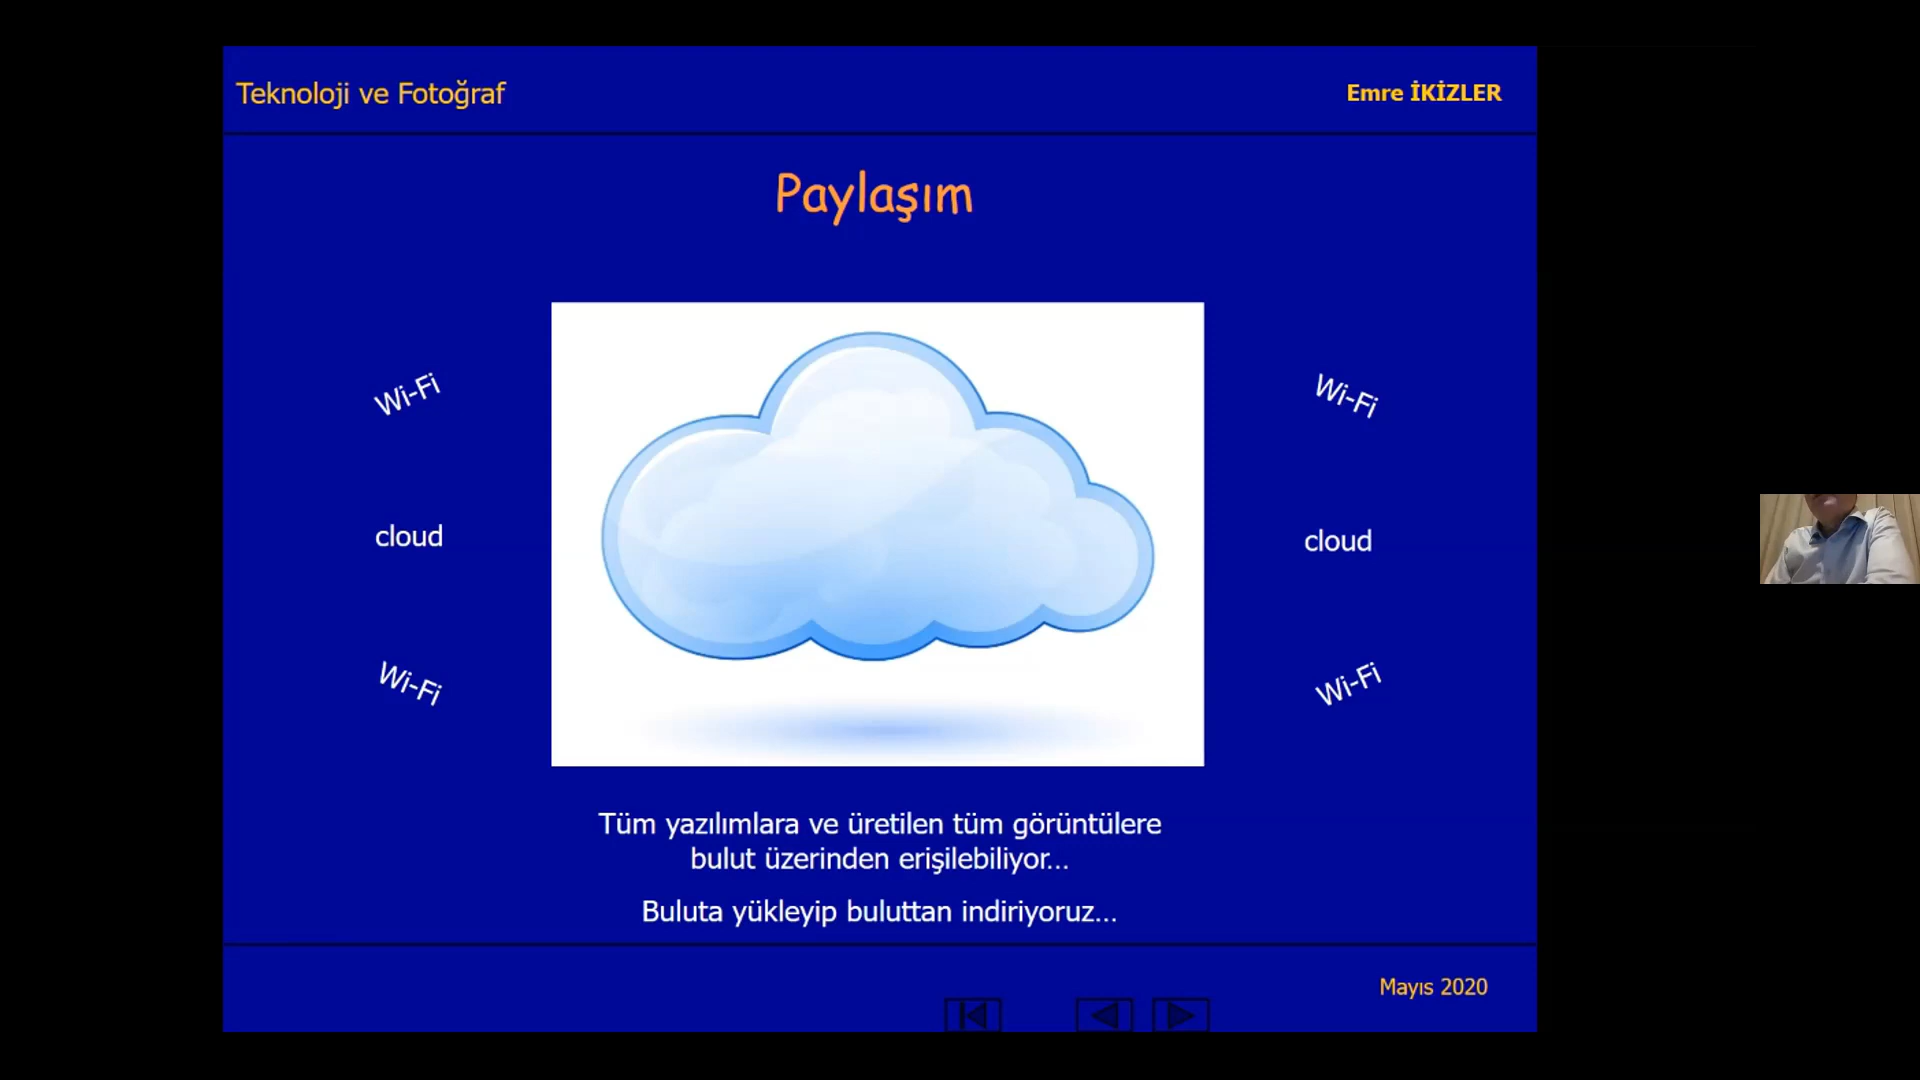 Teknoloji ve Fotoğraf
Emre İKİZLER
Paylaşım
Wi-Fi
Wi-Fi
cloud
cloud
Wi-Fi
Wi-Fi
Tüm yazılımlara ve üretilen tüm görüntülere
bulut üzerinden erişilebiliyor...
Buluta yükleyip buluttan indiriyoruz...
Mayıs 2020